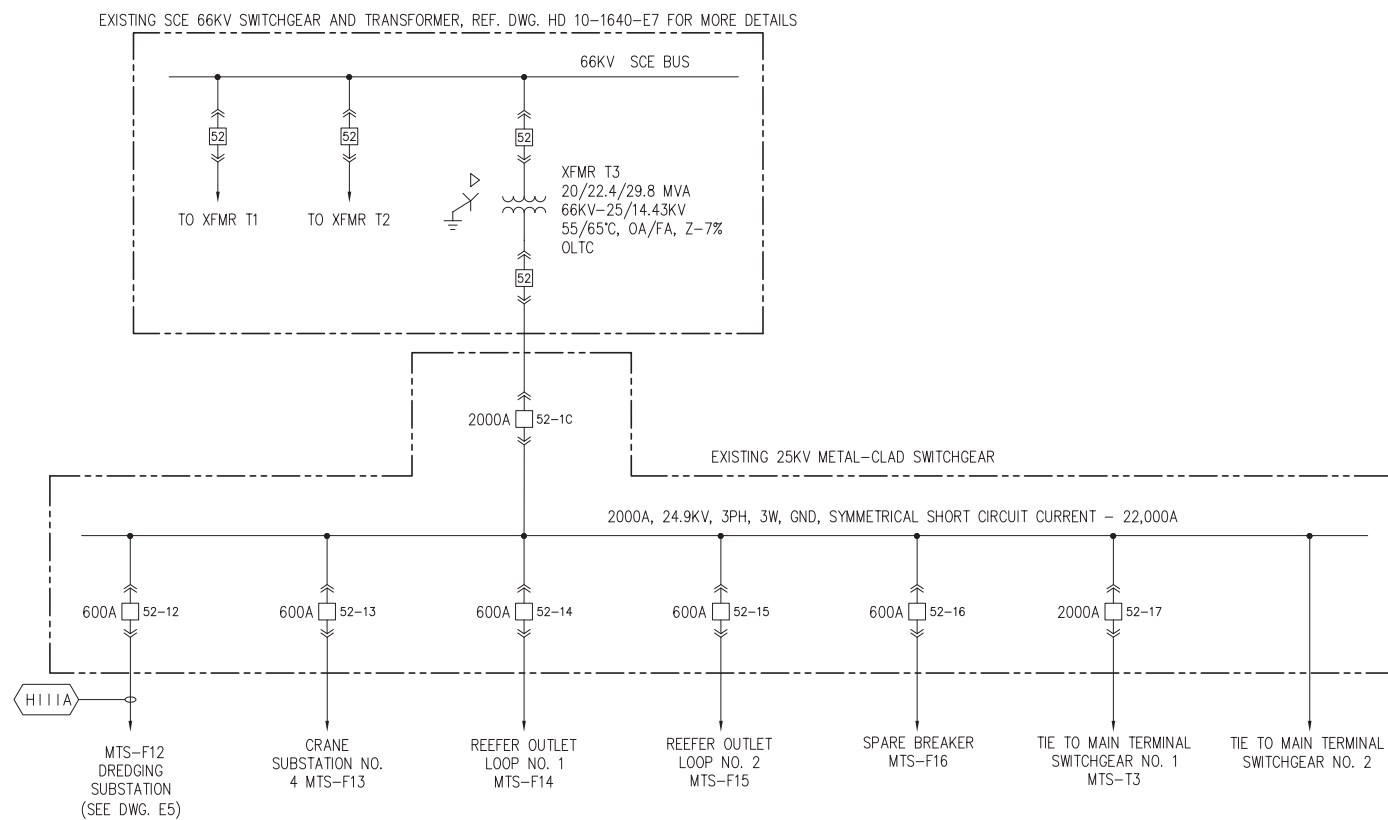 EXISTING SCE 66KV SWITCHGEAR AND TRANSFORMER, REF. DWG. HD 10-1640-E7 FOR MORE DETAILS
66KV SCE BUS
52
52
52
XFMR T3
20/22.4/29.8 MVA
66KV-25/14.43KV
55/65°C, OA/FA, Z-7%
OLTC
TO XFMR T1
TO XFMR T2
52
2000A
52-1C
EXISTING 25KV METAL-CLAD SWITCHGEAR
2000A, 24.9KV, 3PH, 3W, GND, SYMMETRICAL SHORT CIRCUIT CURRENT - 22,000A
600A
52-12
600A
52-13
600A
52-14
600A
52-15
600A
52-16
2000A
52-17
H111A
MTS-F12
DREDGING
SUBSTATION
(SEE DWG. E5)
CRANE
SUBSTATION NO.
4 MTS-F13
REEFER OUTLET
LOOP NO. 1
MTS-F14
REEFER OUTLET
LOOP NO. 2
MTS-F15
SPARE BREAKER
MTS-F16
TIE TO MAIN TERMINAL
SWITCHGEAR NO. 1
MTS-T3
TIE TO MAIN TERMINAL
SWITCHGEAR NO. 2